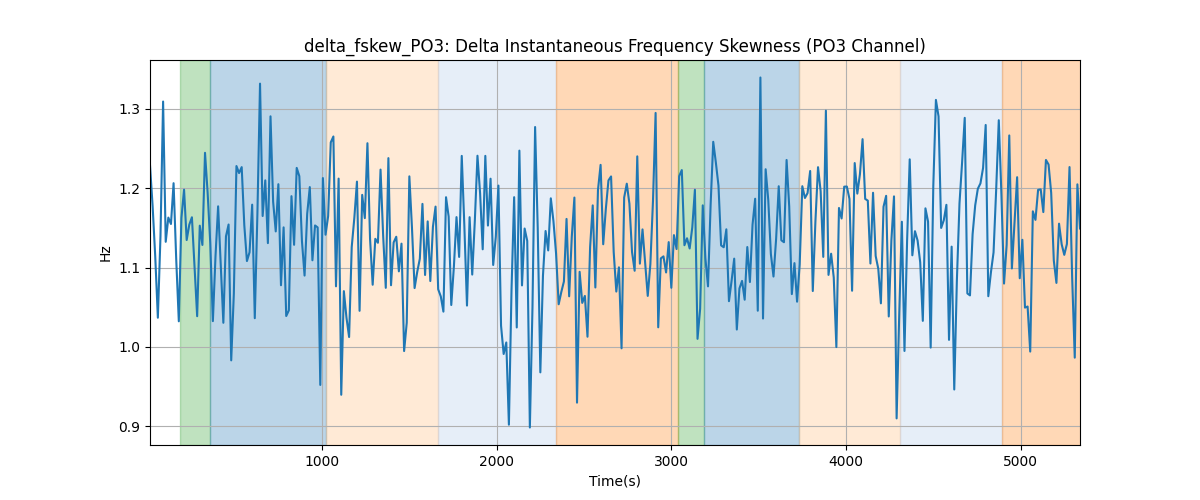 delta_fskew_PO3: Delta Instantaneous Frequency Skewness (PO3 Channel)
1.3
1.2
1.1
1.0
0.9
Hz
1000 2000 3000 4000 5000
Time(s)